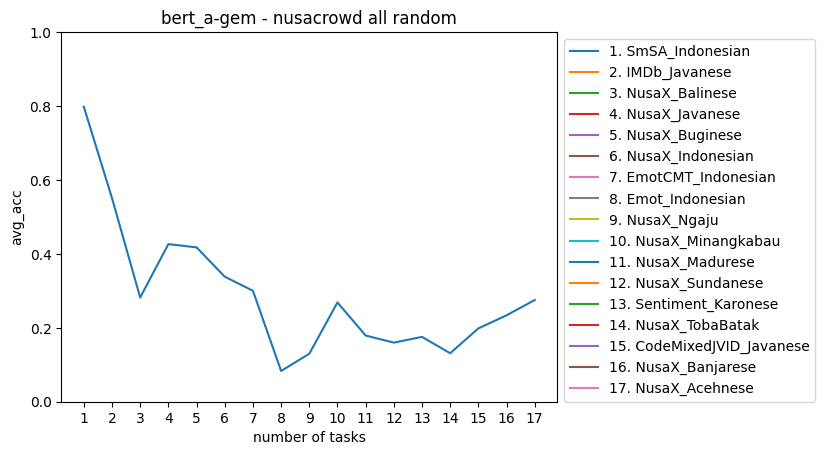 bert_a-gem - nusacrowd all random
1.0
0.8
0.6
0.4
0.2
0.0
avg_acc
1 2 3 4 5 6 7 8 9 10 11 12 13 14 15 16 17
number of tasks
1. SmSA_Indonesian
2. IMDb_Javanese
3. NusaX_Balinese
4. NusaX_Javanese
5. NusaX_Buginese
6. NusaX_Indonesian
7. EmotCMT_Indonesian
8. Emot_Indonesian
9. NusaX_Ngaju
10. NusaX_Minangkabau
11. NusaX_Madurese
12. NusaX_Sundanese
13. Sentiment_Karonese
14. NusaX_TobaBatak
15. CodeMixedJVID_Javanese
16. NusaX_Banjarese
17. NusaX_Acehnese